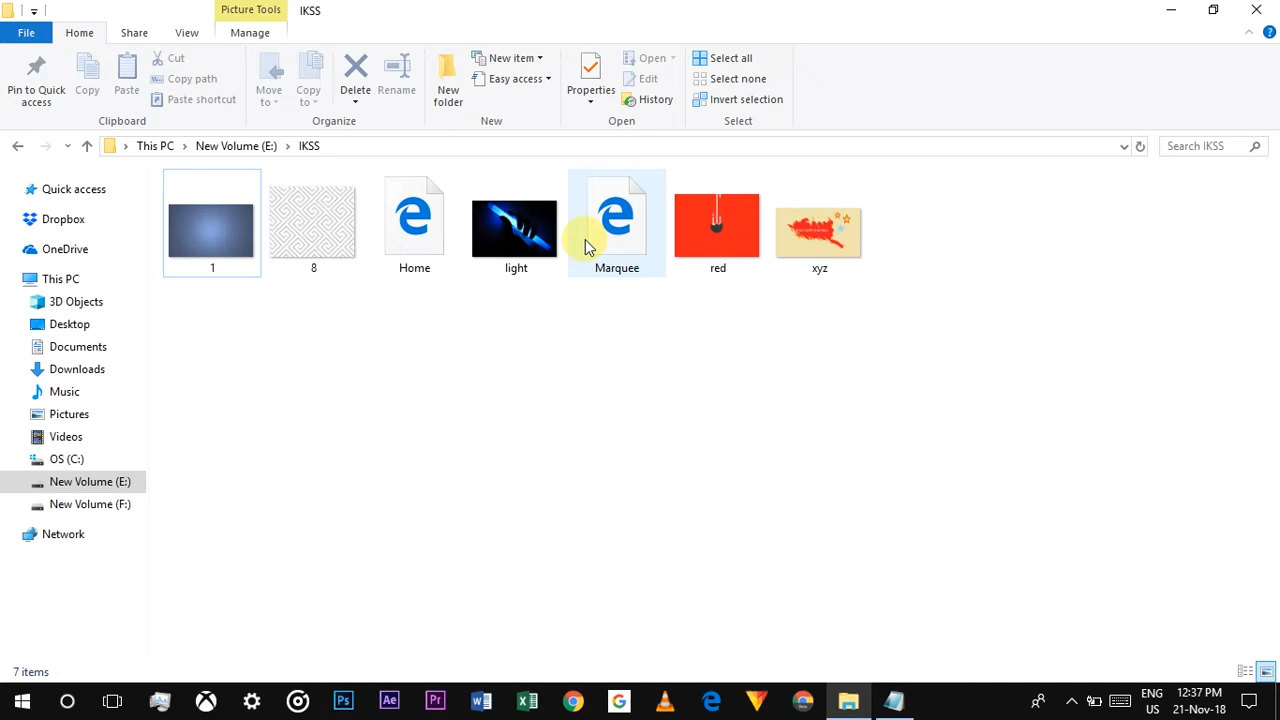 Picture Tools IKSS
File Home Share View Manage
Pin to Quick access
Copy
Paste
Cut
Copy path
Paste shortcut
Clipboard
Move to
Copy to
Delete
Rename
Organize
New folder
New item
Easy access
New
Properties
Open
Edit
History
Open
Select all
Select none
Invert selection
Select
This PC New Volume (E:) IKSS
Search IKSS
Quick access
Dropbox
OneDrive
This PC
3D Objects
Desktop
Documents
Downloads
Music
Pictures
Videos
OS (C:)
New Volume (E:)
New Volume (F:)
Network
1 8 Home light Marquee red xyz
7 items
Ps Ae Pr
ENG 12:37 PM
US 21-Nov-18